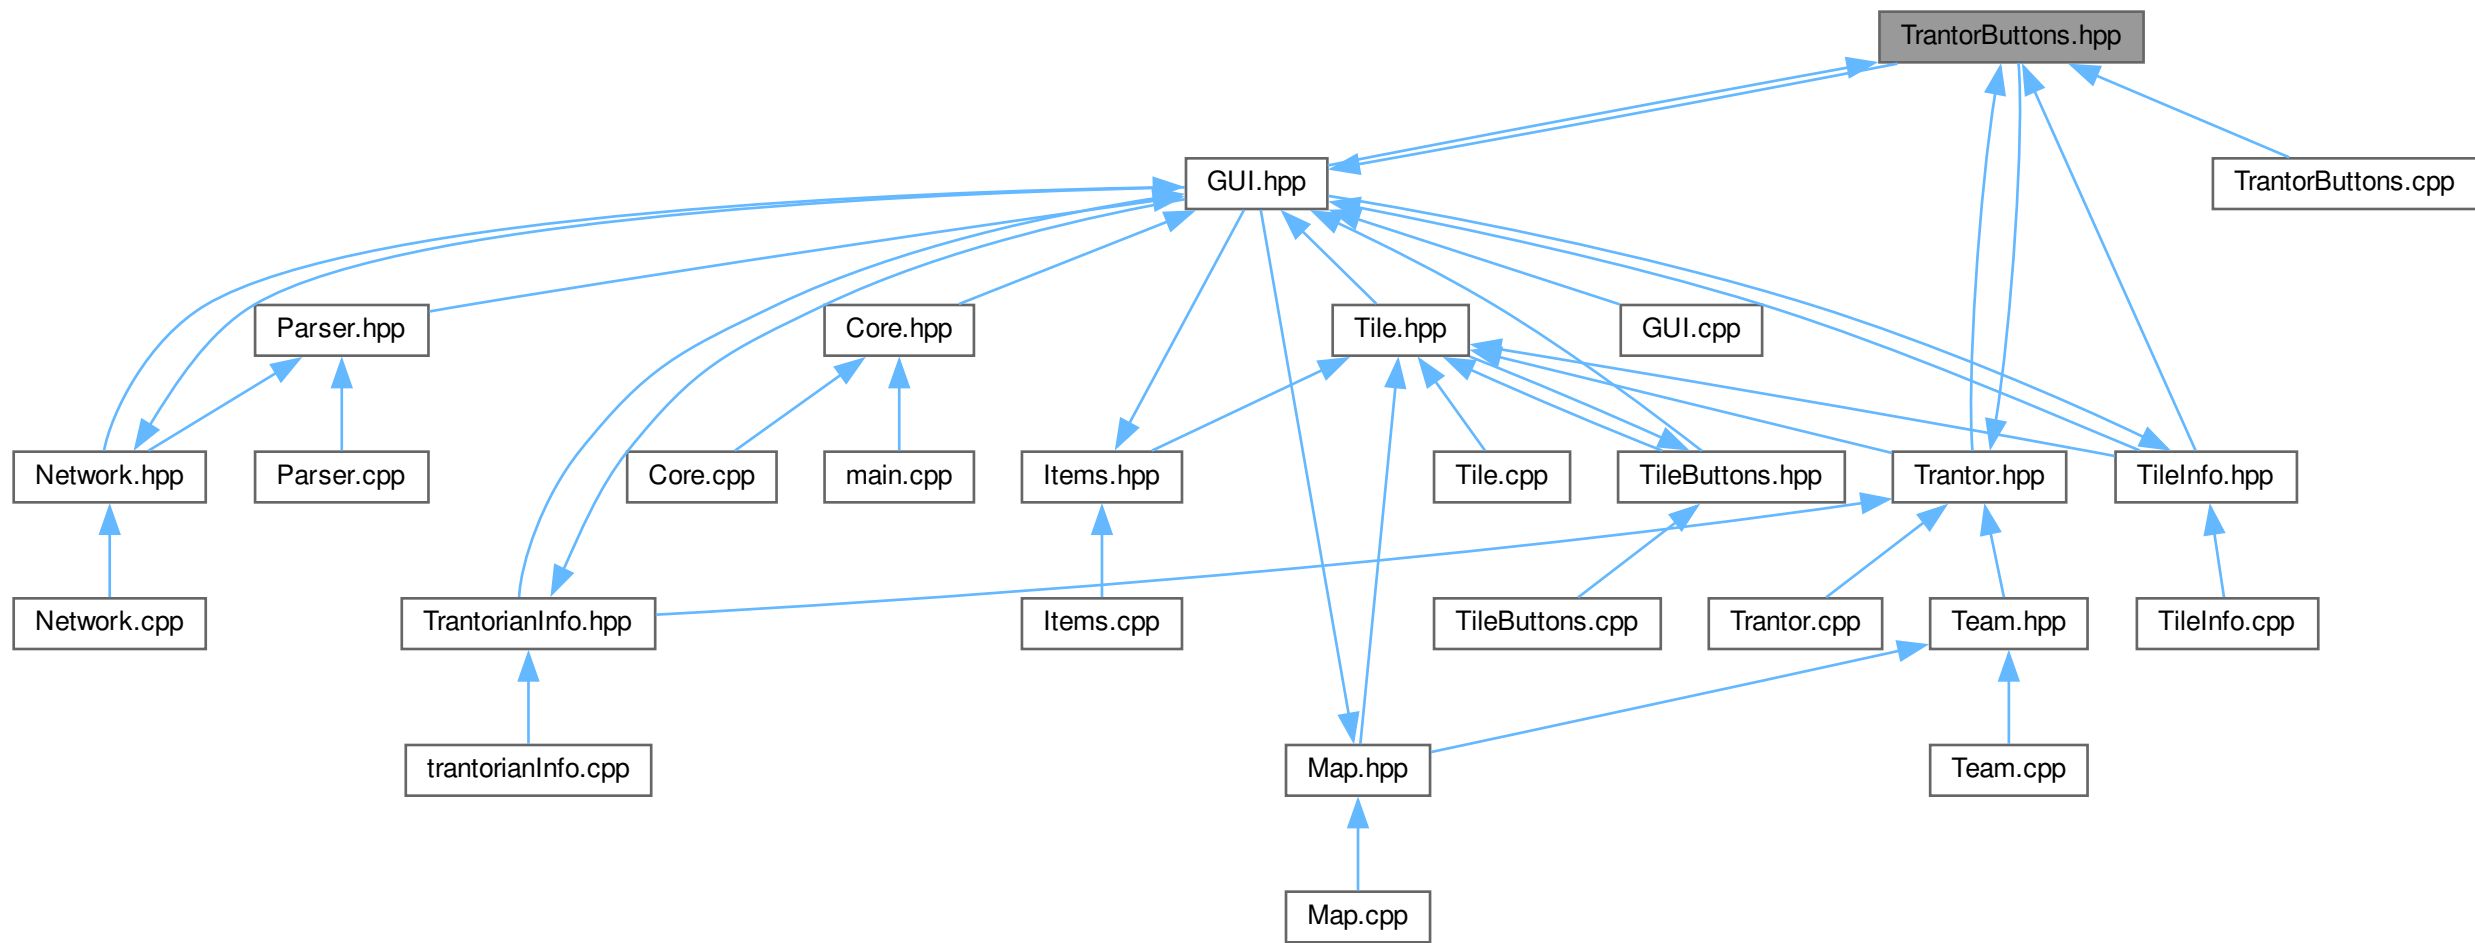 TrantorButtons.hpp
GUI.hpp
TrantorButtons.cpp
Parser.hpp
Core.hpp
Tile.hpp
GUI.cpp
Network.hpp
Parser.cpp
Core.cpp
main.cpp
Items.hpp
Tile.cpp
TileButtons.hpp
Trantor.hpp
TileInfo.hpp
Network.cpp
TrantorianInfo.hpp
Items.cpp
TileButtons.cpp
Trantor.cpp
Team.hpp
TileInfo.cpp
trantorianInfo.cpp
Map.hpp
Team.cpp
Map.cpp